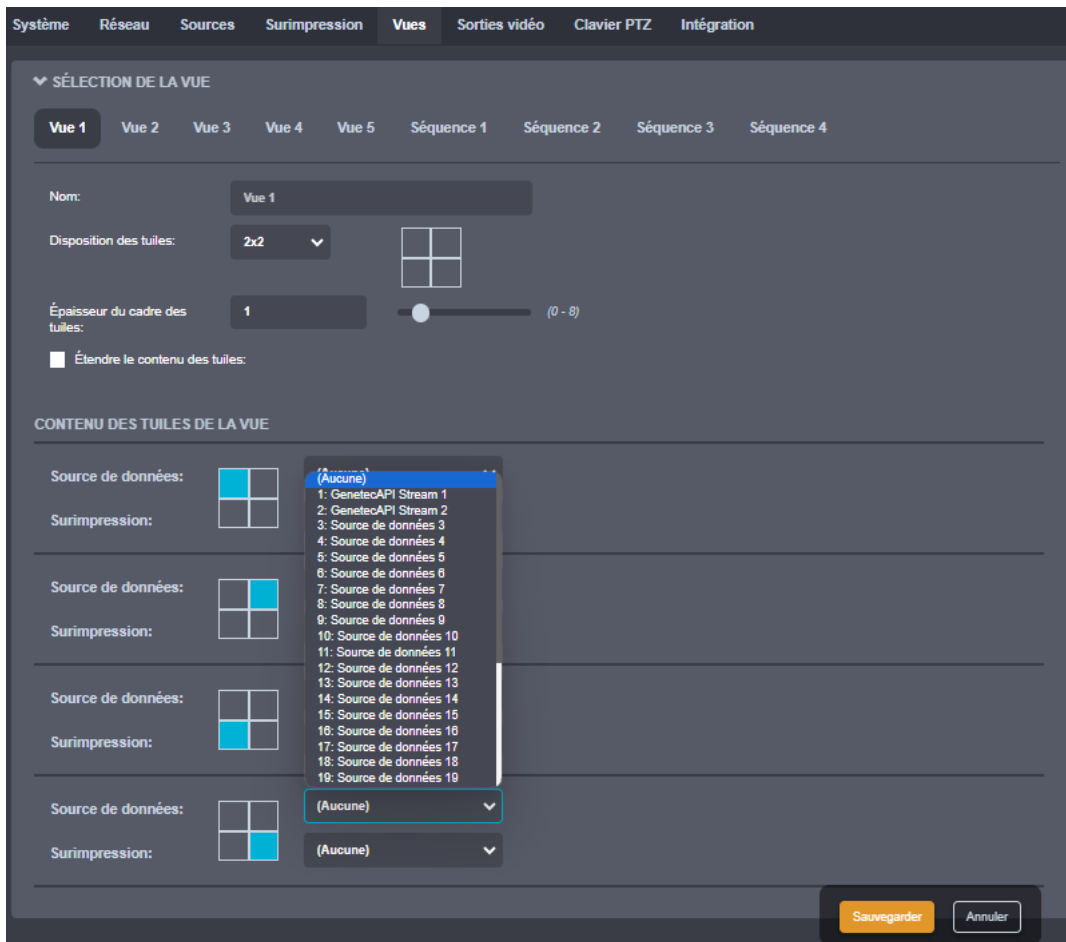 Système Réseau Sources Surimpression Vues Sorties vidéo Clavier PTZ Intégration
SÉLECTION DE LA VUE
Vue 1 Vue 2 Vue 3 Vue 4 Vue 5 Séquence 1 Séquence 2 Séquence 3 Séquence 4
Nom: Vue 1
Disposition des tuiles: 2x2
Épaisseur du cadre des tuiles: 1 (0 - 8)
Étendre le contenu des tuiles:
CONTENU DES TUILES DE LA VUE
Source de données:
Surimpression:
Source de données:
Surimpression:
Source de données:
Surimpression:
(Aucune)
1: GenetecAPI Stream 1
2: GenetecAPI Stream 2
3: Source de données 3
4: Source de données 4
5: Source de données 5
6: Source de données 6
7: Source de données 7
8: Source de données 8
9: Source de données 9
10: Source de données 10
11: Source de données 11
12: Source de données 12
13: Source de données 13
14: Source de données 14
15: Source de données 15
16: Source de données 16
17: Source de données 17
18: Source de données 18
19: Source de données 19
Source de données: (Aucune)
Surimpression: (Aucune)
Sauvegarder Annuler